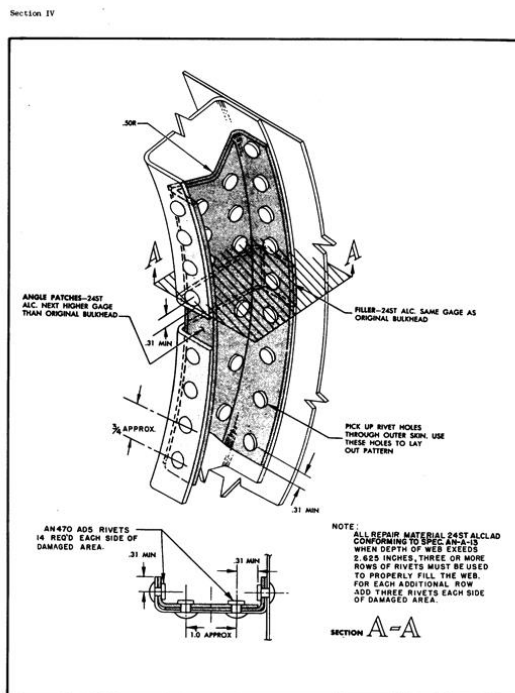 Section IV
.50R
A
A
ANGLE PATCHES—24ST
ALC. NEXT HIGHER GAGE
THAN ORIGINAL BULKHEAD
FILLER—24ST ALC. SAME GAGE AS
ORIGINAL BULKHEAD
.31 MIN
3/4 APPROX.
PICK UP RIVET HOLES
THROUGH OUTER SKIN. USE
THESE HOLES TO LAY
OUT PATTERN
.31 MIN
AN470 AD5 RIVETS
14 REQ'D EACH SIDE OF
DAMAGED AREA.
.31 MIN
.31 MIN
1.0 APPROX
NOTE:
ALL REPAIR MATERIAL 24ST ALCLAD
CONFORMING TO SPEC. AN-A-13
WHEN DEPTH OF WEB EXCEEDS
2.625 INCHES, THREE OR MORE
ROWS OF RIVETS MUST BE USED
TO PROPERLY FILL THE WEB.
FOR EACH ADDITIONAL ROW
ADD THREE RIVETS EACH SIDE
OF DAMAGED AREA.
SECTION A-A